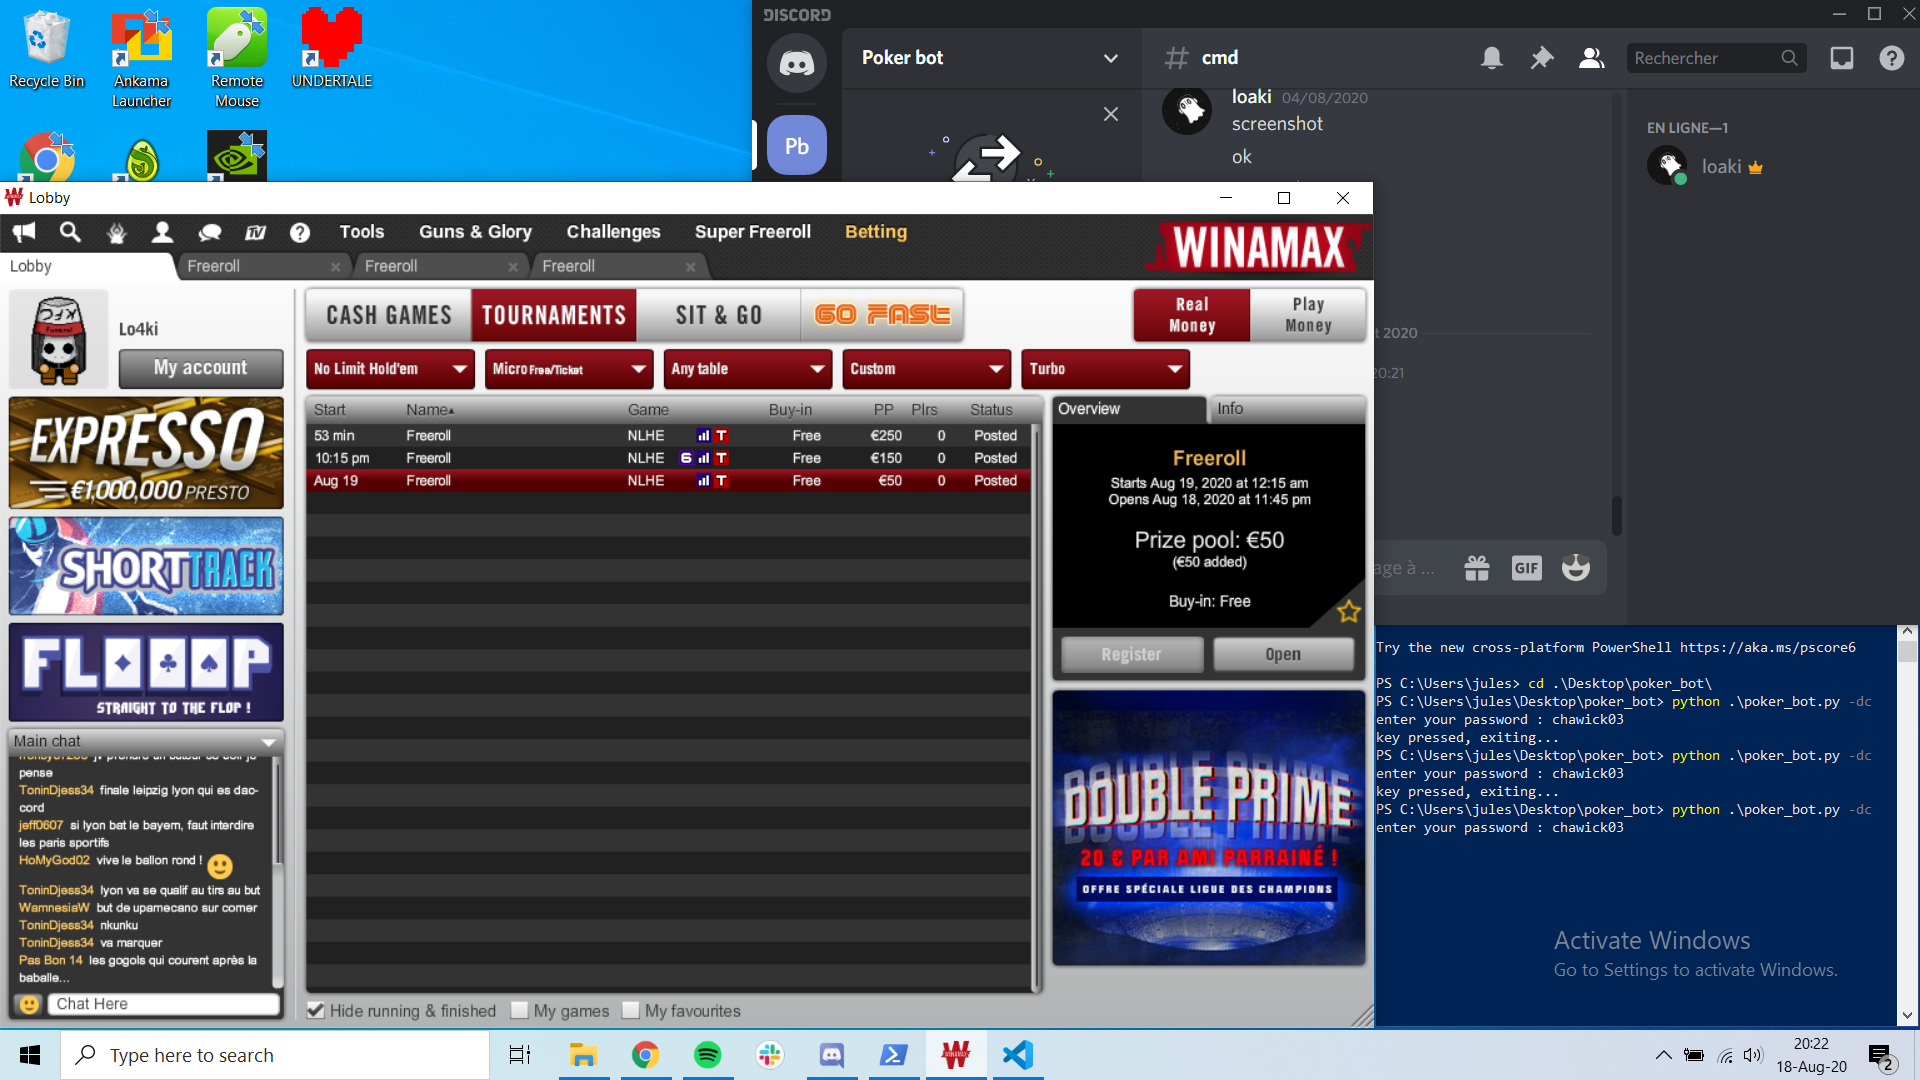 Recycle Bin
Ankama Launcher
Remote Mouse
UNDERTALE
DISCORD
Poker bot
cmd
Rechercher
Pb
loaki 04/08/2020
screenshot
ok
EN LIGNE—1
loaki
Lobby
Tools
Guns & Glory
Challenges
Super Freeroll
Betting
WINAMAX
Lobby
Freeroll
Freeroll
Freeroll
Lo4ki
My account
CASH GAMES
TOURNAMENTS
SIT & GO
GO FAST
Real Money
Play Money
t 2020
20:21
No Limit Hold'em
Micro Free/Ticket
Any table
Custom
Turbo
Start Name Game Buy-in PP Plrs Status
53 min Freeroll NLHE T Free €250 0 Posted
10:15 pm Freeroll NLHE 6 T Free €150 0 Posted
Aug 19 Freeroll NLHE T Free €50 0 Posted
EXPRESSO
€1,000,000 PRESTO
SHORTTRACK
FLOOOP
STRAIGHT TO THE FLOP !
Overview
Info
Freeroll
Starts Aug 19, 2020 at 12:15 am
Opens Aug 18, 2020 at 11:45 pm
Prize pool: €50
(€50 added)
Buy-in: Free
Register
Open
age à ...
GIF
DOUBLE PRIME
20 € PAR AMI PARRAINÉ !
OFFRE SPÉCIALE LIGUE DES CHAMPIONS
Main chat
pense
ToninDjess34 finale leipzig lyon qui es dac-
cord
jeff0607 si lyon bat le bayern, faut interdire
les paris sportifs
HoMyGod02 vive le ballon rond !
ToninDjess34 lyon va se qualif au tirs au but
WamnesiaW but de upamecano sur corner
ToninDjess34 nkunku
ToninDjess34 va marquer
Pas Bon 14 les gogols qui courent après la
baballe...
Chat Here
Hide running & finished
My games
My favourites
Try the new cross-platform PowerShell https://aka.ms/pscore6
PS C:\Users\jules> cd .\Desktop\poker_bot\
PS C:\Users\jules\Desktop\poker_bot> python .\poker_bot.py -dc
enter your password : chawick03
key pressed, exiting...
PS C:\Users\jules\Desktop\poker_bot> python .\poker_bot.py -dc
enter your password : chawick03
key pressed, exiting...
PS C:\Users\jules\Desktop\poker_bot> python .\poker_bot.py -dc
enter your password : chawick03
Activate Windows
Go to Settings to activate Windows.
Type here to search
20:22
18-Aug-20
2